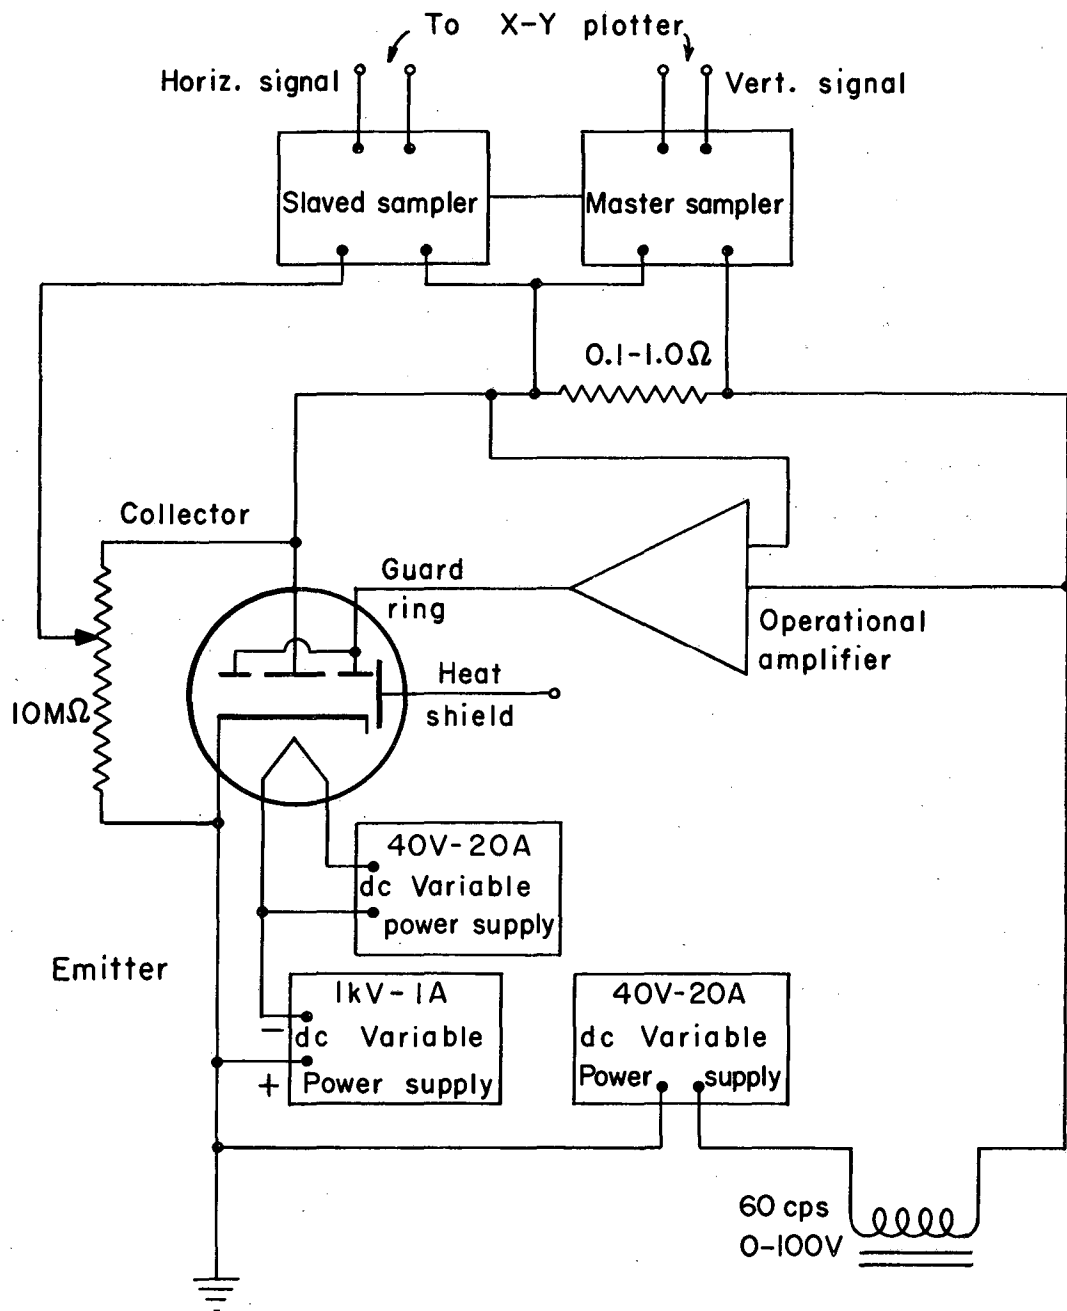 To X-Y plotter
Horiz. signal
Vert. signal
Slaved sampler
Master sampler
0.1-1.0Ω
Collector
Guard
ring
Operational
amplifier
Heat
shield
10MΩ
40V-20A
dc Variable
power supply
Emitter
1kV-1A
- dc Variable
+ Power supply
40V-20A
dc Variable
Power supply
60 cps
0-100V